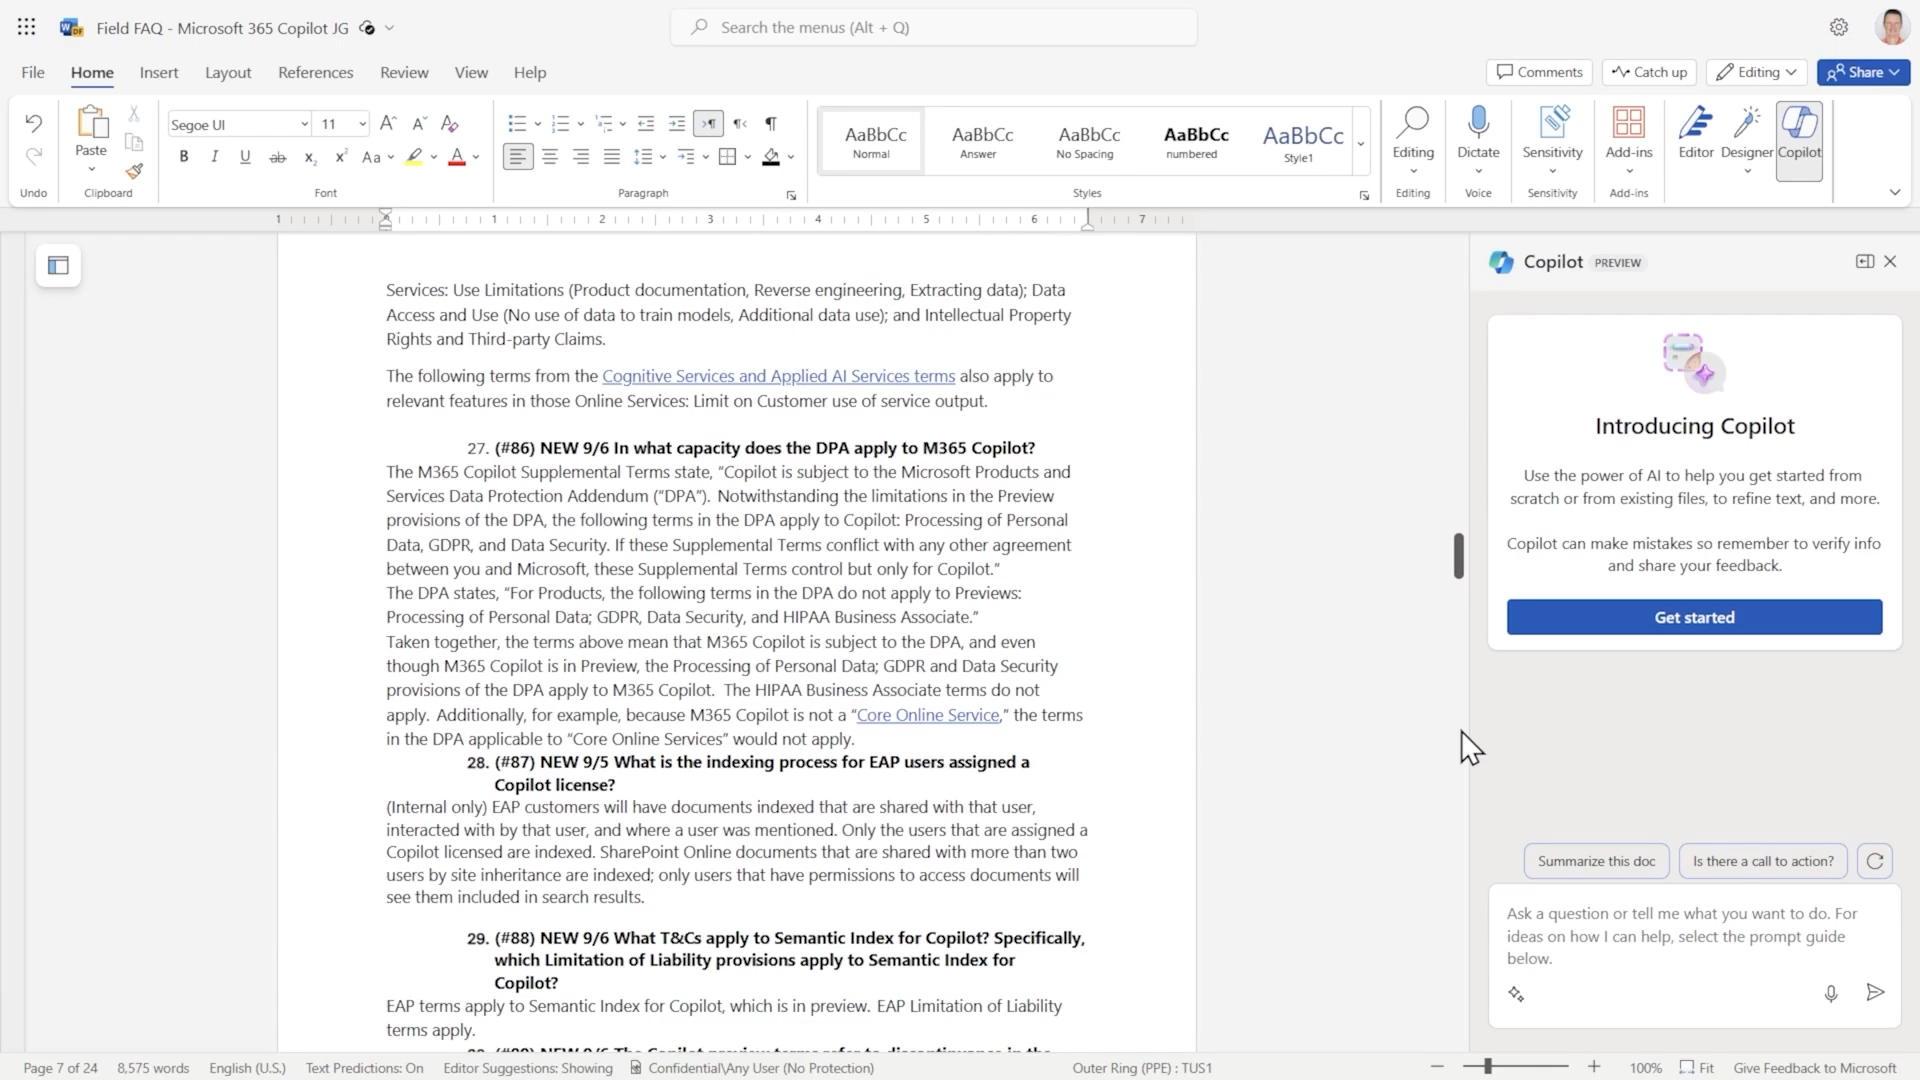 Field FAQ - Microsoft 365 Copilot JG
Search the menus (Alt + Q)
File
Home
Insert
Layout
References
Review
View
Help
Comments
Catch up
Editing
Share
Paste
Segoe UI
11
B I U ab x₂ x² Aa A
AaBbCc
Normal
AaBbCc
Answer
AaBbCc
No Spacing
AaBbCc
numbered
AaBbCc
Style1
Editing
Dictate
Sensitivity
Add-ins
Editor
Designer
Copilot
Undo
Clipboard
Font
Paragraph
Styles
Editing
Voice
Sensitivity
Add-ins
1 1 2 3 4 5 6 7
Services: Use Limitations (Product documentation, Reverse engineering, Extracting data); Data
Access and Use (No use of data to train models, Additional data use); and Intellectual Property
Rights and Third-party Claims.
The following terms from the Cognitive Services and Applied AI Services terms also apply to
relevant features in those Online Services: Limit on Customer use of service output.
27. (#86) NEW 9/6 In what capacity does the DPA apply to M365 Copilot?
The M365 Copilot Supplemental Terms state, “Copilot is subject to the Microsoft Products and
Services Data Protection Addendum (“DPA”). Notwithstanding the limitations in the Preview
provisions of the DPA, the following terms in the DPA apply to Copilot: Processing of Personal
Data, GDPR, and Data Security. If these Supplemental Terms conflict with any other agreement
between you and Microsoft, these Supplemental Terms control but only for Copilot.”
The DPA states, “For Products, the following terms in the DPA do not apply to Previews:
Processing of Personal Data; GDPR, Data Security, and HIPAA Business Associate.”
Taken together, the terms above mean that M365 Copilot is subject to the DPA, and even
though M365 Copilot is in Preview, the Processing of Personal Data; GDPR and Data Security
provisions of the DPA apply to M365 Copilot. The HIPAA Business Associate terms do not
apply. Additionally, for example, because M365 Copilot is not a “Core Online Service,” the terms
in the DPA applicable to “Core Online Services” would not apply.
28. (#87) NEW 9/5 What is the indexing process for EAP users assigned a
Copilot license?
(Internal only) EAP customers will have documents indexed that are shared with that user,
interacted with by that user, and where a user was mentioned. Only the users that are assigned a
Copilot licensed are indexed. SharePoint Online documents that are shared with more than two
users by site inheritance are indexed; only users that have permissions to access documents will
see them included in search results.
29. (#88) NEW 9/6 What T&Cs apply to Semantic Index for Copilot? Specifically,
which Limitation of Liability provisions apply to Semantic Index for
Copilot?
EAP terms apply to Semantic Index for Copilot, which is in preview. EAP Limitation of Liability
terms apply.
NEW 9/6 The Copilot preview terms refer to discontinuance in the
Copilot PREVIEW
Introducing Copilot
Use the power of AI to help you get started from
scratch or from existing files, to refine text, and more.
Copilot can make mistakes so remember to verify info
and share your feedback.
Get started
Summarize this doc
Is there a call to action?
Ask a question or tell me what you want to do. For
ideas on how I can help, select the prompt guide
below.
Page 7 of 24
8,575 words
English (U.S.)
Text Predictions: On
Editor Suggestions: Showing
Confidential\Any User (No Protection)
Outer Ring (PPE) : TUS1
100%
Fit
Give Feedback to Microsoft